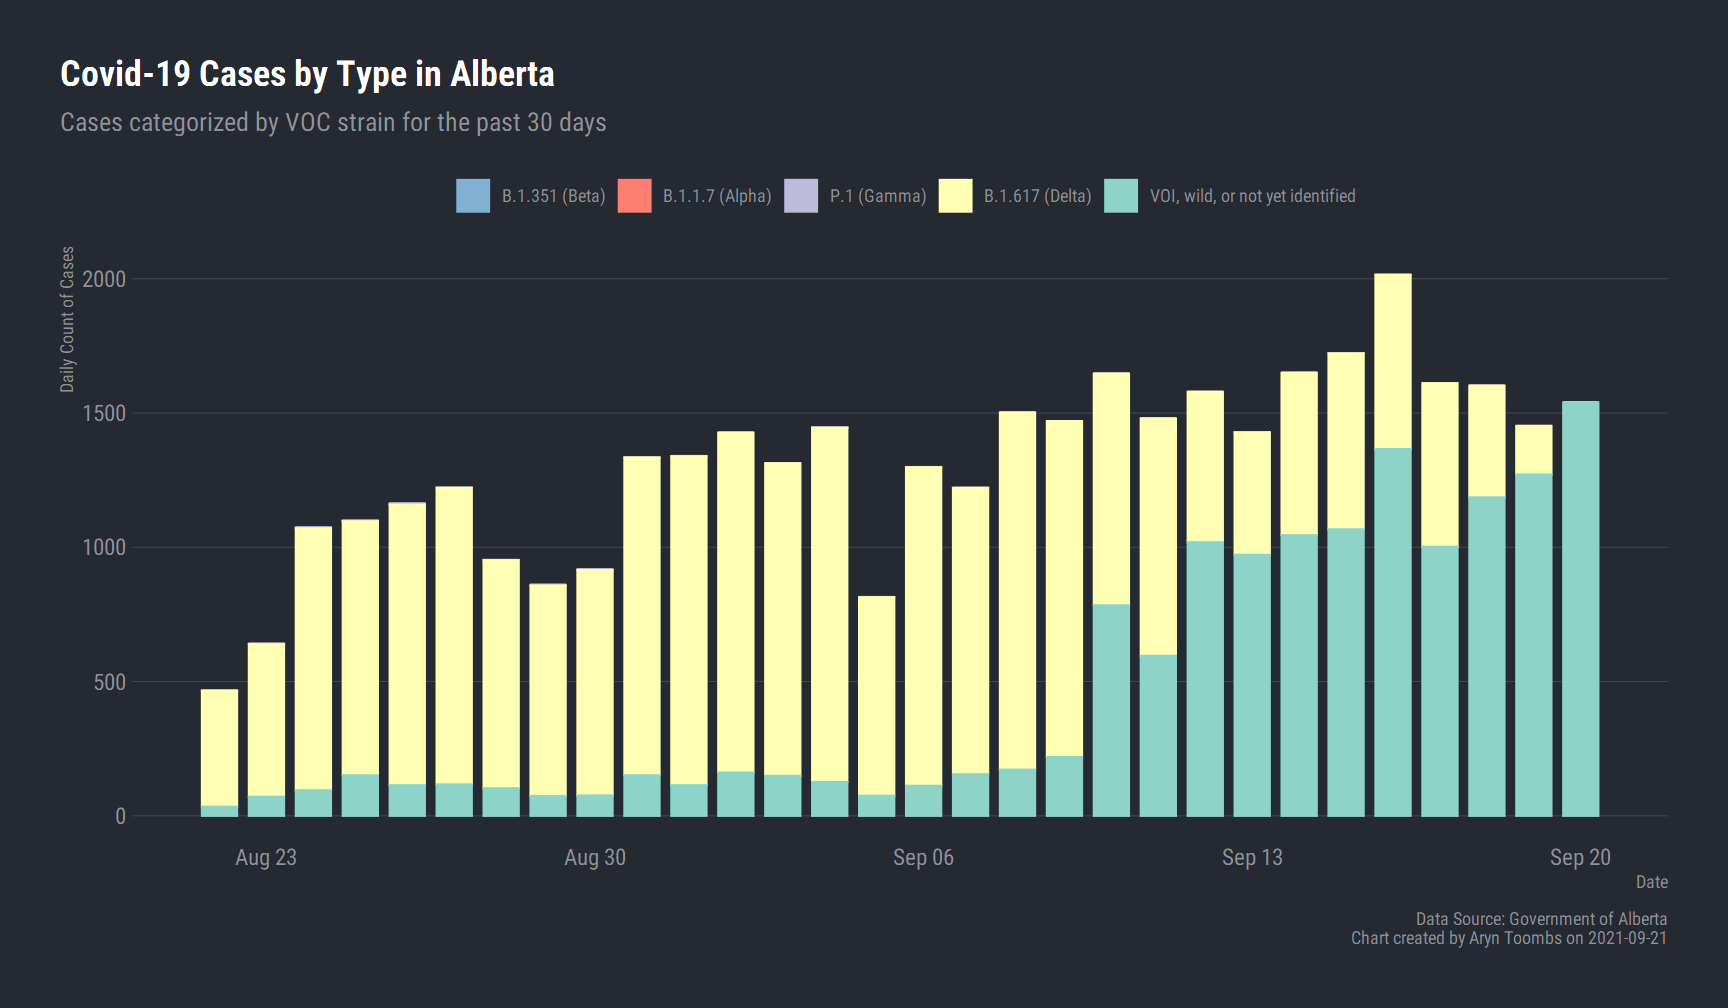 Covid-19 Cases by Type in Alberta
Cases categorized by VOC strain for the past 30 days
B.1.351 (Beta) B.1.1.7 (Alpha) P.1 (Gamma) B.1.617 (Delta) VOI, wild, or not yet identified
Daily Count of Cases
2000
1500
1000
500
0
Aug 23 Aug 30 Sep 06 Sep 13 Sep 20
Date
Data Source: Government of Alberta
Chart created by Aryn Toombs on 2021-09-21